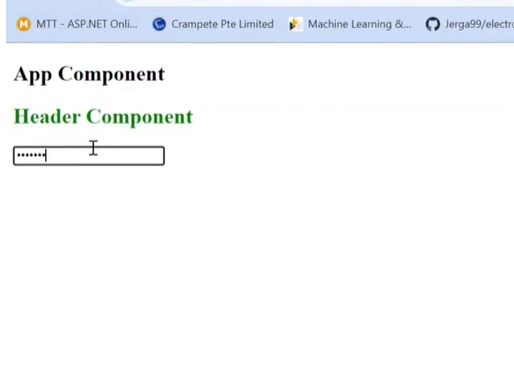 MTT - ASP.NET Onli... Crampete Pte Limited Machine Learning &... Jerga99/electr
App Component
Header Component
•••••••